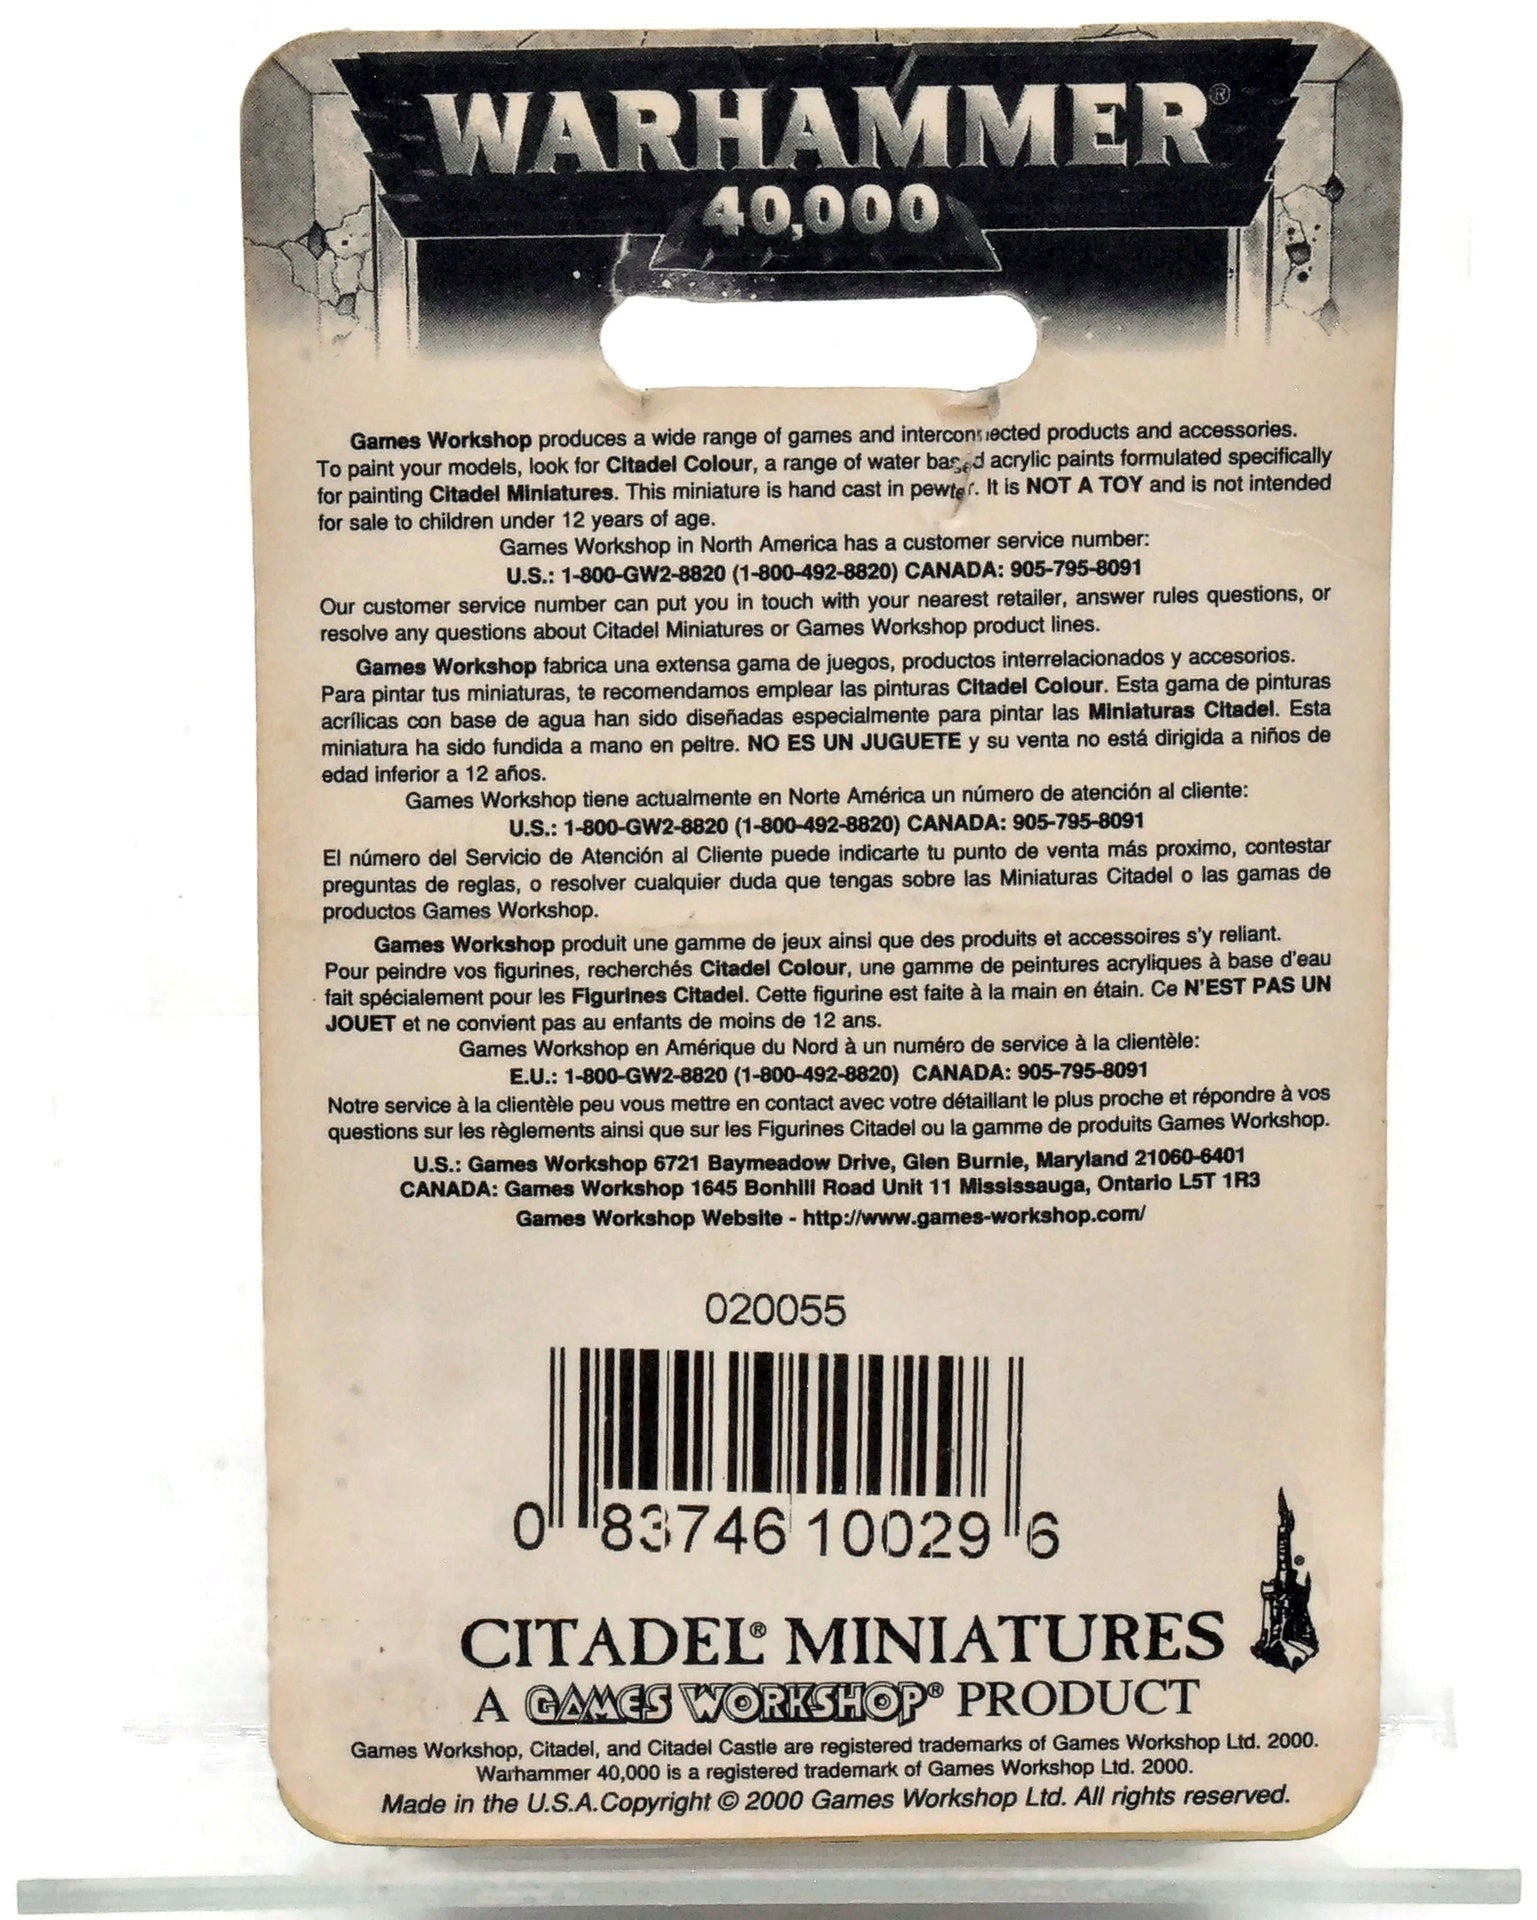 WARHAMMER®
40,000
Games Workshop produces a wide range of games and interconnected products and accessories.
To paint your models, look for Citadel Colour, a range of water based acrylic paints formulated specifically
for painting Citadel Miniatures. This miniature is hand cast in pewter. It is NOT A TOY and is not intended
for sale to children under 12 years of age.
Games Workshop in North America has a customer service number:
U.S.: 1-800-GW2-8820 (1-800-492-8820) CANADA: 905-795-8091
Our customer service number can put you in touch with your nearest retailer, answer rules questions, or
resolve any questions about Citadel Miniatures or Games Workshop product lines.
Games Workshop fabrica una extensa gama de juegos, productos interrelacionados y accesorios.
Para pintar tus miniaturas, te recomendamos emplear las pinturas Citadel Colour. Esta gama de pinturas
acrílicas con base de agua han sido diseñadas especialmente para pintar las Miniaturas Citadel. Esta
miniatura ha sido fundida a mano en peltre. NO ES UN JUGUETE y su venta no está dirigida a niños de
edad inferior a 12 años.
Games Workshop tiene actualmente en Norte América un número de atención al cliente:
U.S.: 1-800-GW2-8820 (1-800-492-8820) CANADA: 905-795-8091
El número del Servicio de Atención al Cliente puede indicarte tu punto de venta más proximo, contestar
preguntas de reglas, o resolver cualquier duda que tengas sobre las Miniaturas Citadel o las gamas de
productos Games Workshop.
Games Workshop produit une gamme de jeux ainsi que des produits et accessoires s'y reliant.
Pour peindre vos figurines, recherchés Citadel Colour, une gamme de peintures acryliques à base d'eau
fait spécialement pour les Figurines Citadel. Cette figurine est faite à la main en étain. Ce N'EST PAS UN
JOUET et ne convient pas au enfants de moins de 12 ans.
Games Workshop en Amérique du Nord à un numéro de service à la clientèle:
E.U.: 1-800-GW2-8820 (1-800-492-8820) CANADA: 905-795-8091
Notre service à la clientèle peu vous mettre en contact avec votre détaillant le plus proche et répondre à vos
questions sur les règlements ainsi que sur les Figurines Citadel ou la gamme de produits Games Workshop.
U.S.: Games Workshop 6721 Baymeadow Drive, Glen Burnie, Maryland 21060-6401
CANADA: Games Workshop 1645 Bonhill Road Unit 11 Mississauga, Ontario L5T 1R3
Games Workshop Website - http://www.games-workshop.com/
020055
0 83746 10029 6
CITADEL® MINIATURES ®
A GAMES WORKSHOP® PRODUCT
Games Workshop, Citadel, and Citadel Castle are registered trademarks of Games Workshop Ltd. 2000.
Warhammer 40,000 is a registered trademark of Games Workshop Ltd. 2000.
Made in the U.S.A.Copyright © 2000 Games Workshop Ltd. All rights reserved.